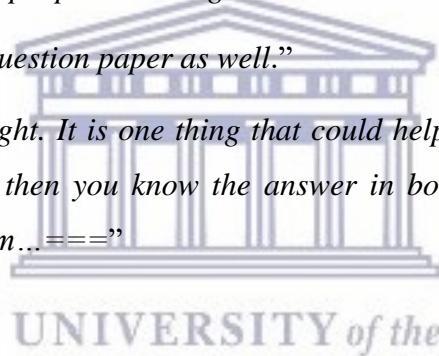 uestion paper as well.”
ght. It is one thing that could help
then you know the answer in bo
n...===”
UNIVERSITY of the